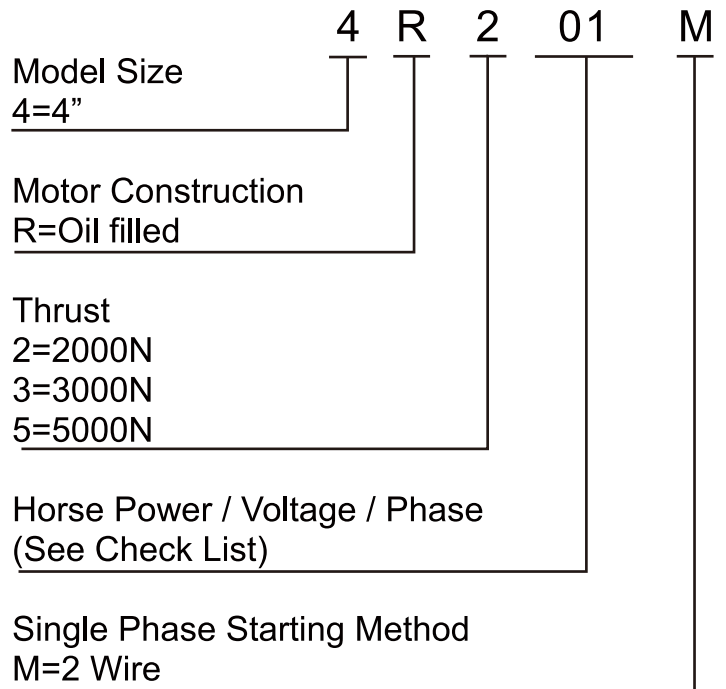 4 R 2 01 M
Model Size
4=4”
Motor Construction
R=Oil filled
Thrust
2=2000N
3=3000N
5=5000N
Horse Power / Voltage / Phase
(See Check List)
Single Phase Starting Method
M=2 Wire